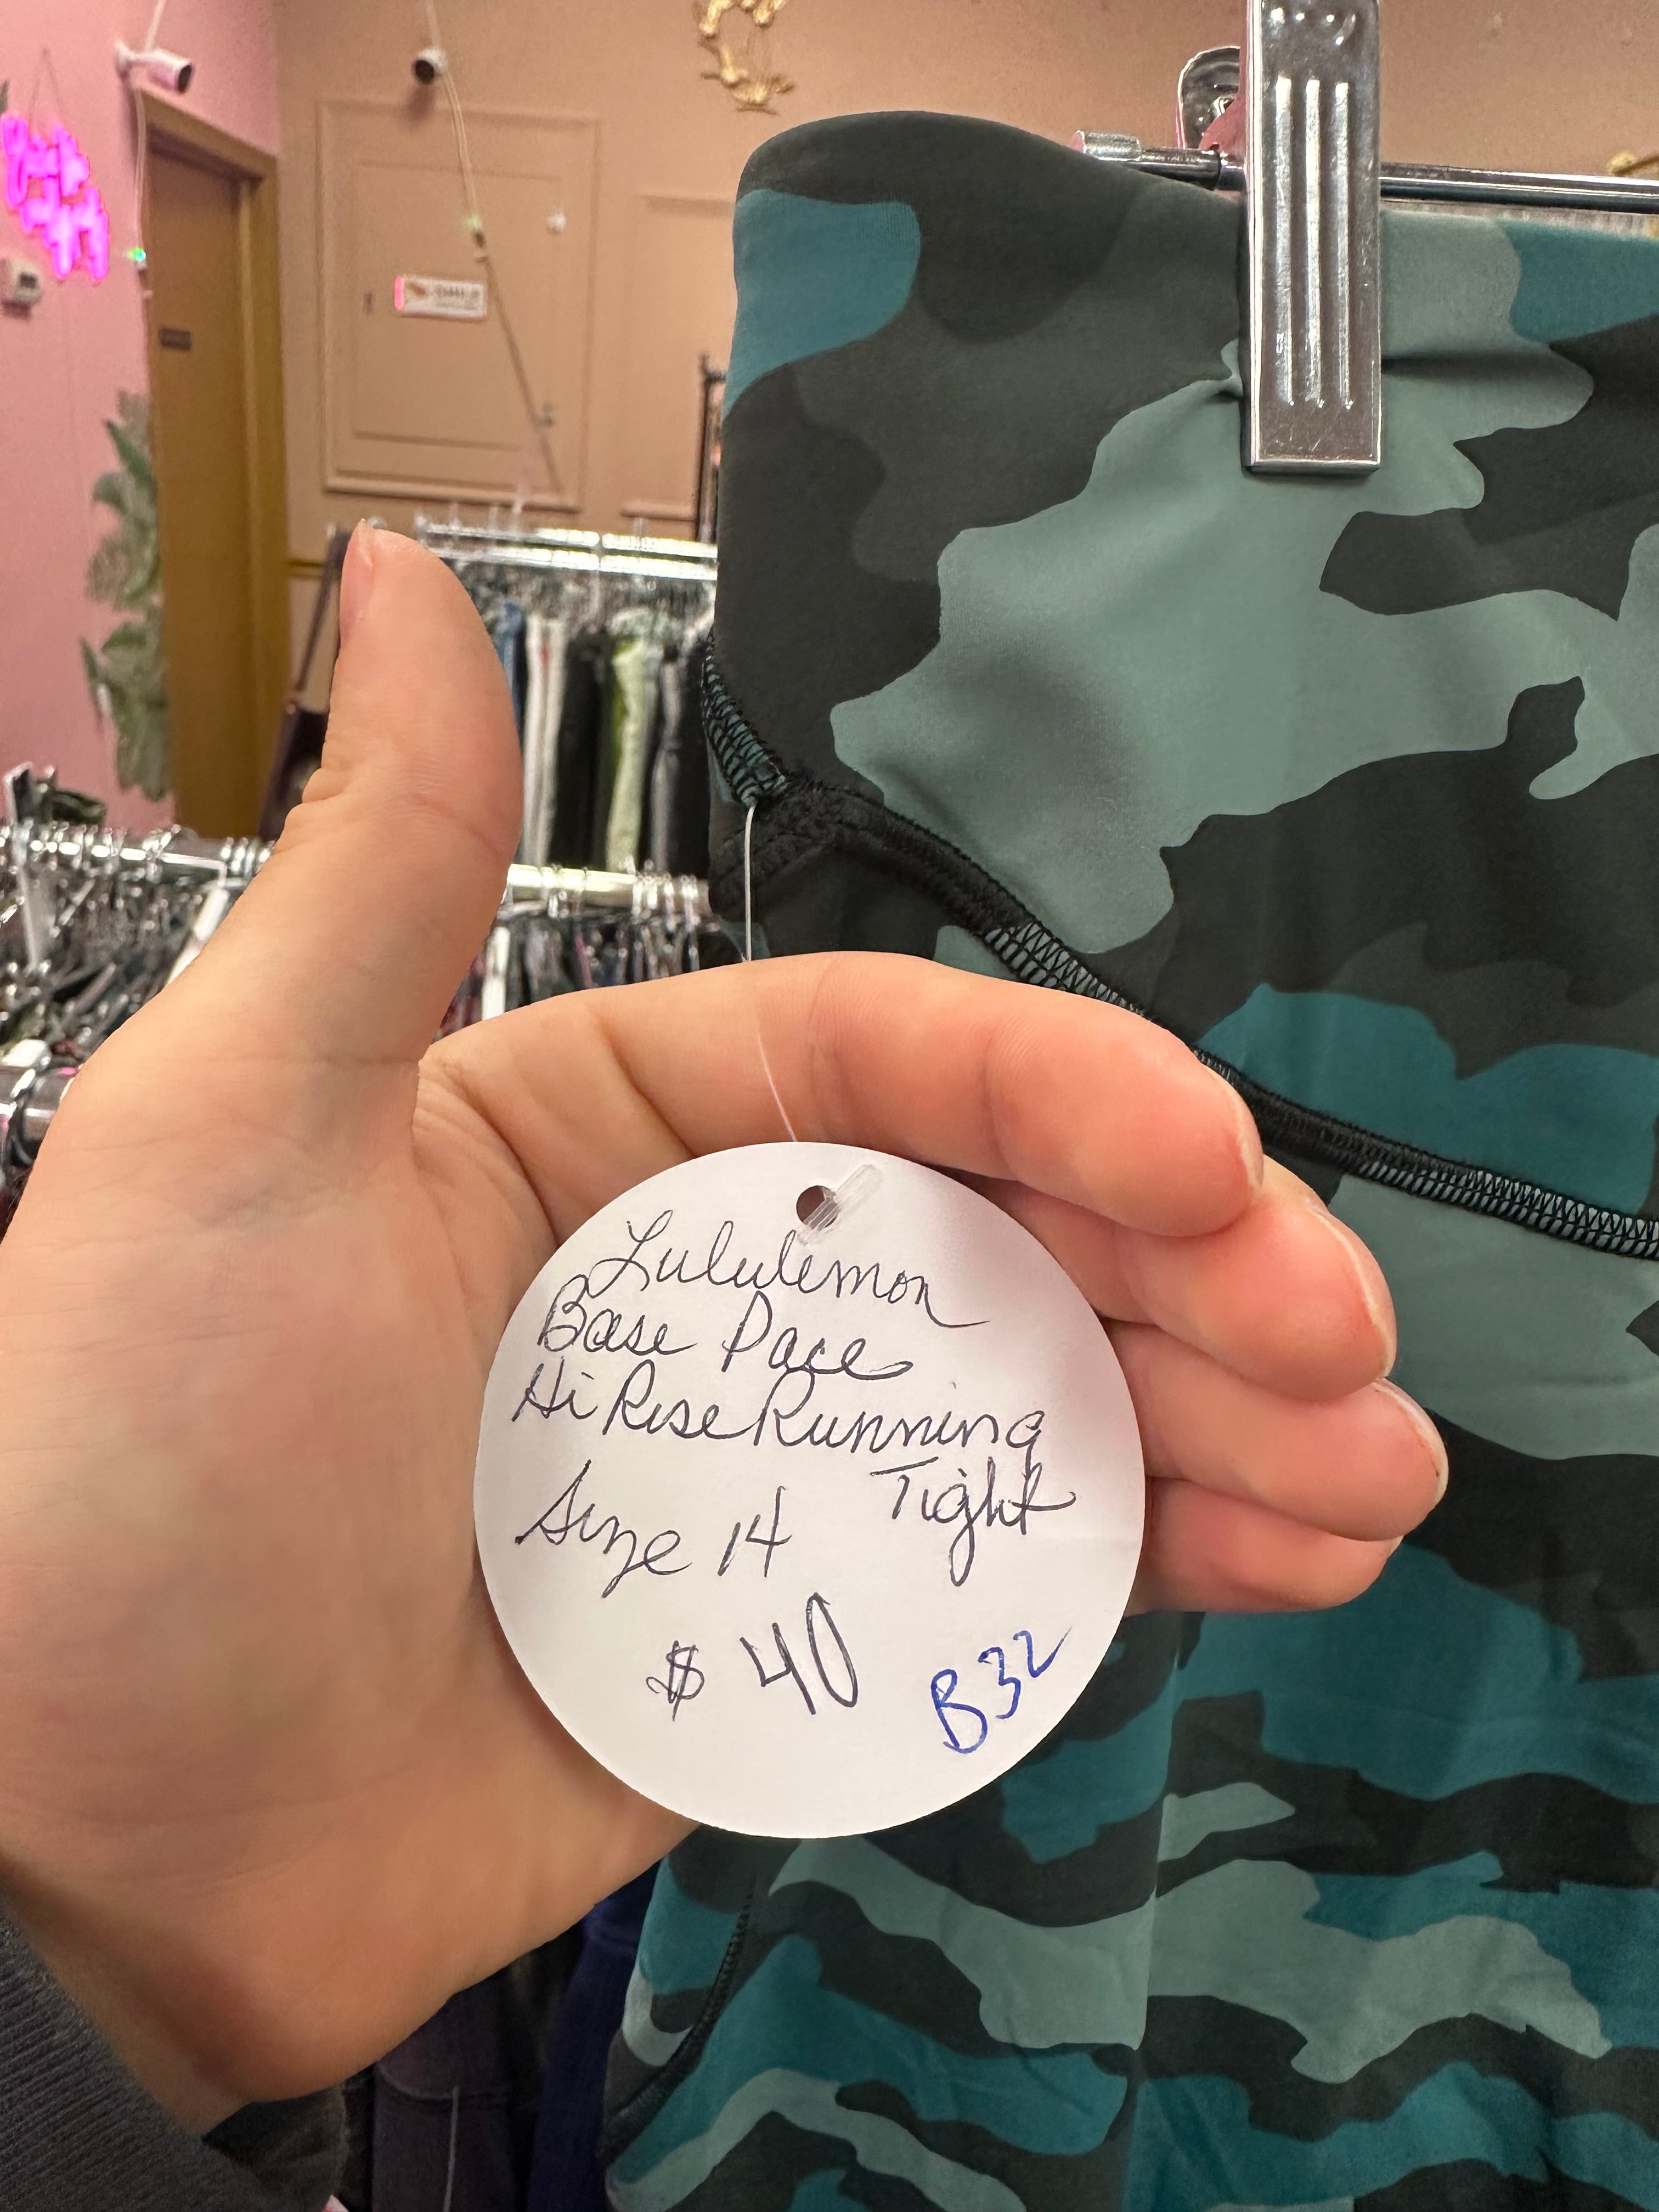 Lululemon
Base Pace
Hi Rise Running
Tight
Size 14
$40
B32